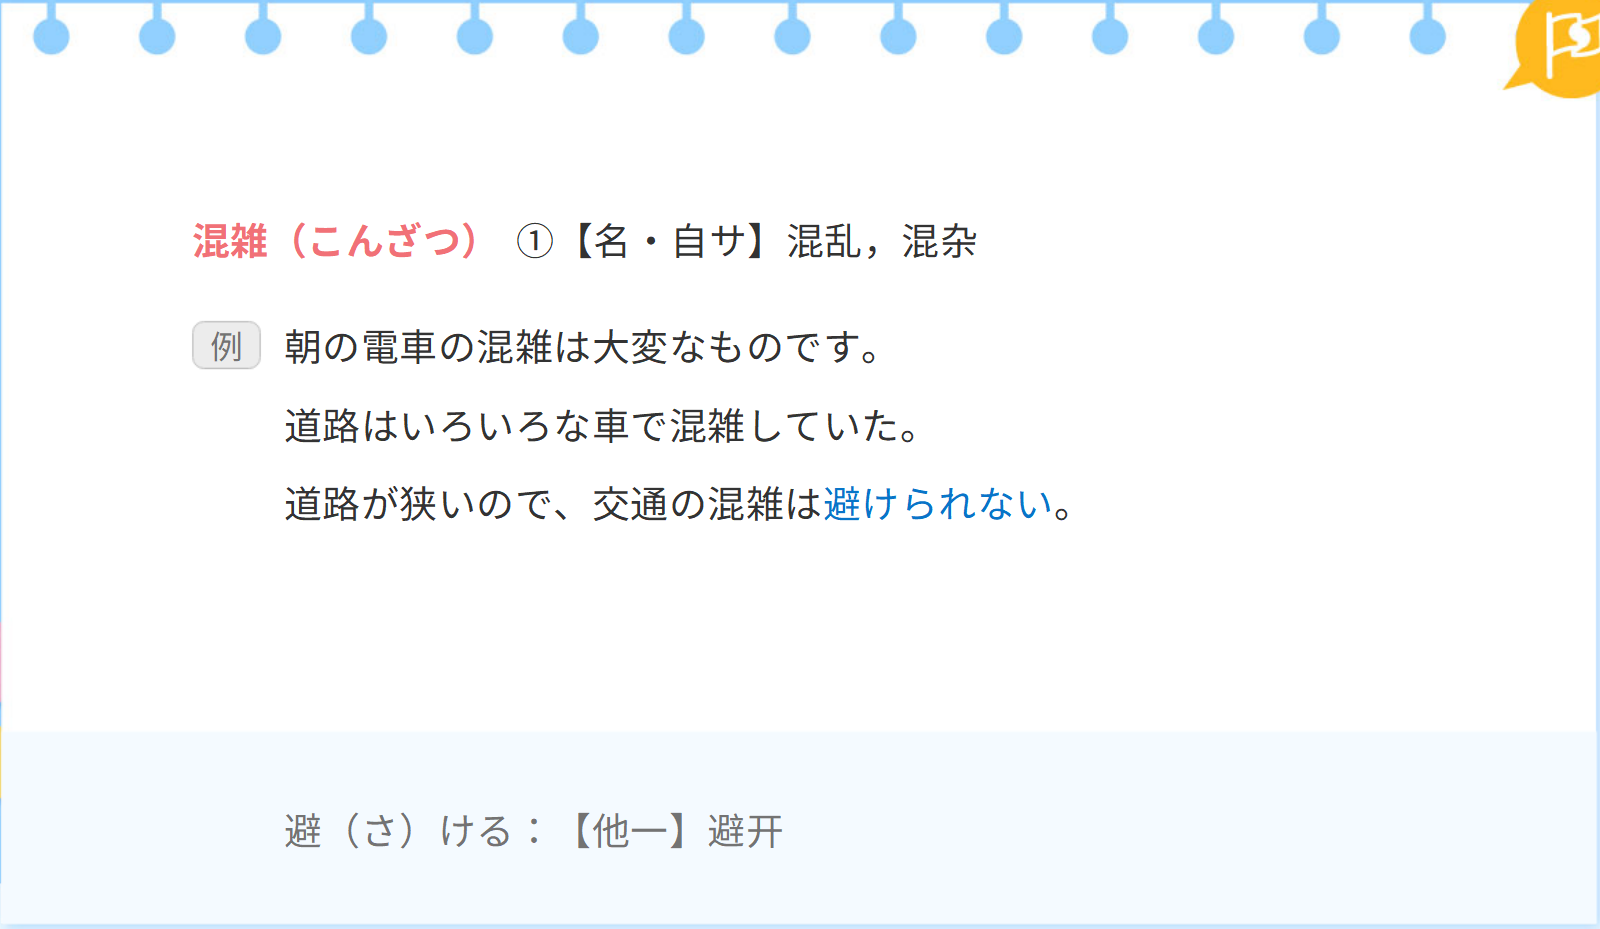 混雑（こんざつ） ①【名・自サ】混乱，混杂
例 朝の電車の混雑は大変なものです。
道路はいろいろな車で混雑していた。
道路が狭いので、交通の混雑は避けられない。
避（さ）ける：【他一】避开